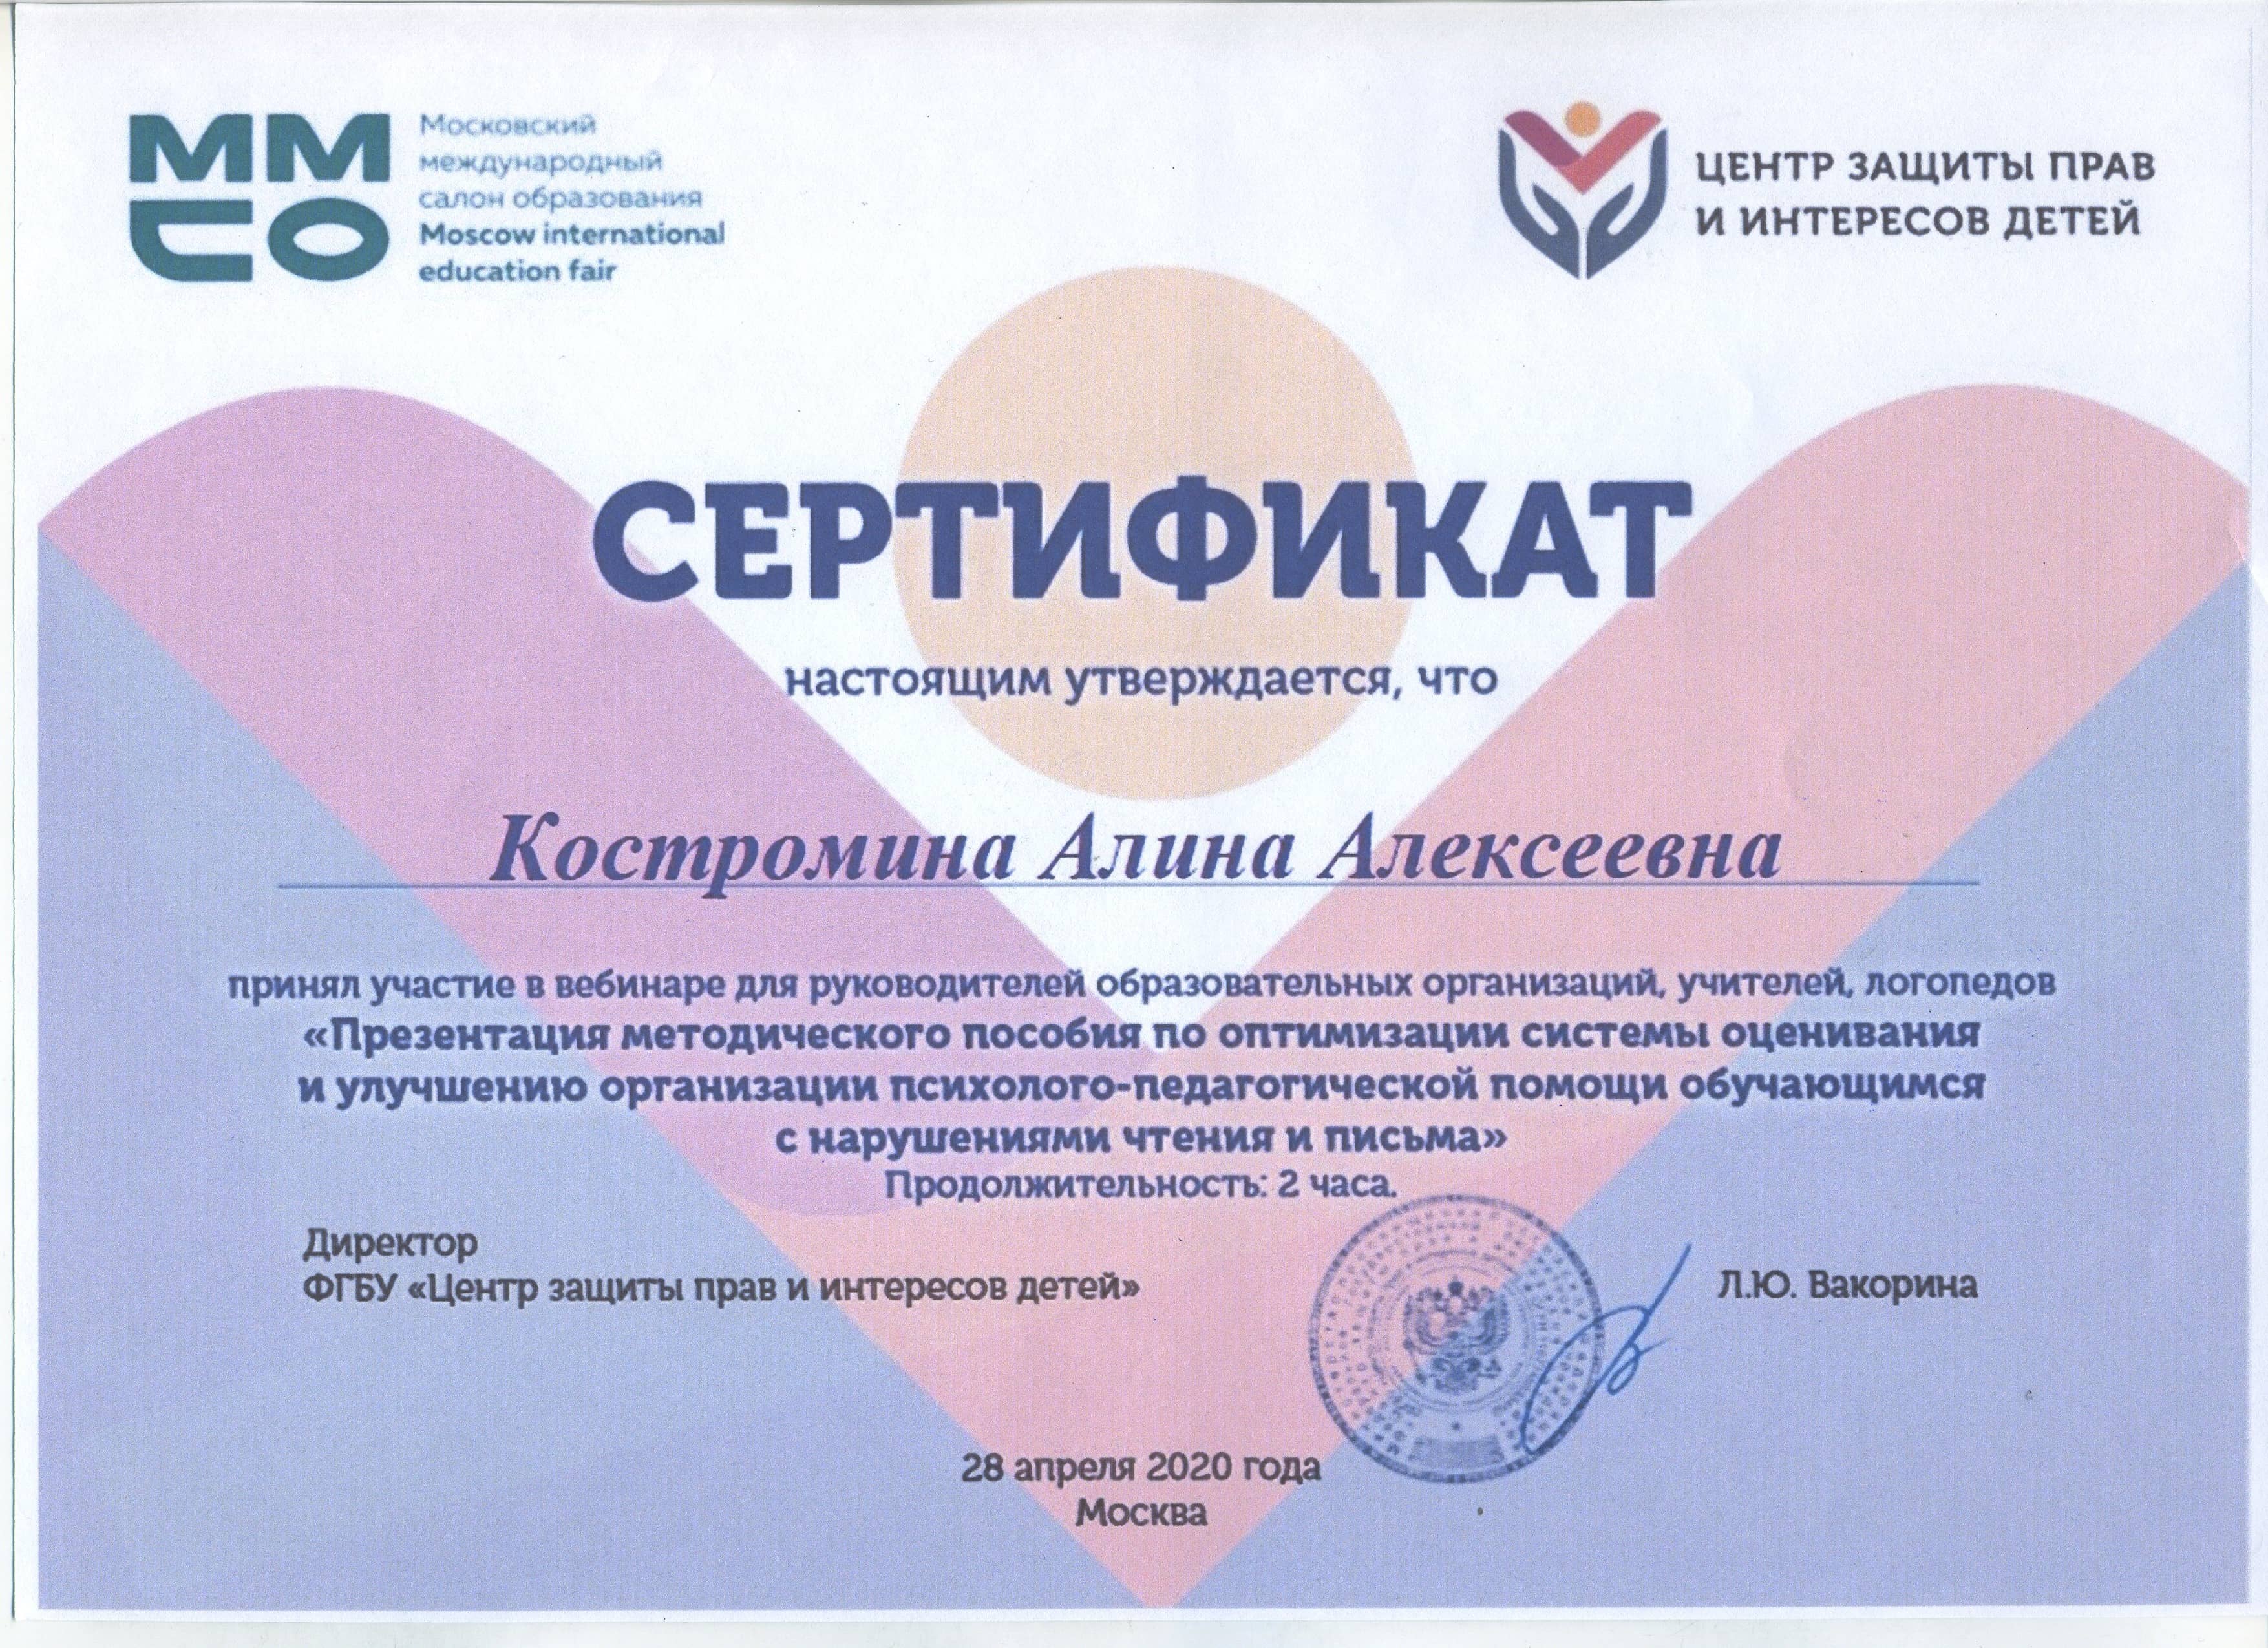 ММ
СО
Московский
международный
салон образования
Moscow international
education fair
ЦЕНТР ЗАЩИТЫ ПРАВ
И ИНТЕРЕСОВ ДЕТЕЙ
СЕРТИФИКАТ
настоящим утверждается, что
Костромина Алина Алексеевна
принял участие в вебинаре для руководителей образовательных организаций, учителей, логопедов
«Презентация методического пособия по оптимизации системы оценивания
и улучшению организации психолого-педагогической помощи обучающимся
с нарушениями чтения и письма»
Продолжительность: 2 часа.
Директор
ФГБУ «Центр защиты прав и интересов детей»
Л.Ю. Вакорина
28 апреля 2020 года
Москва